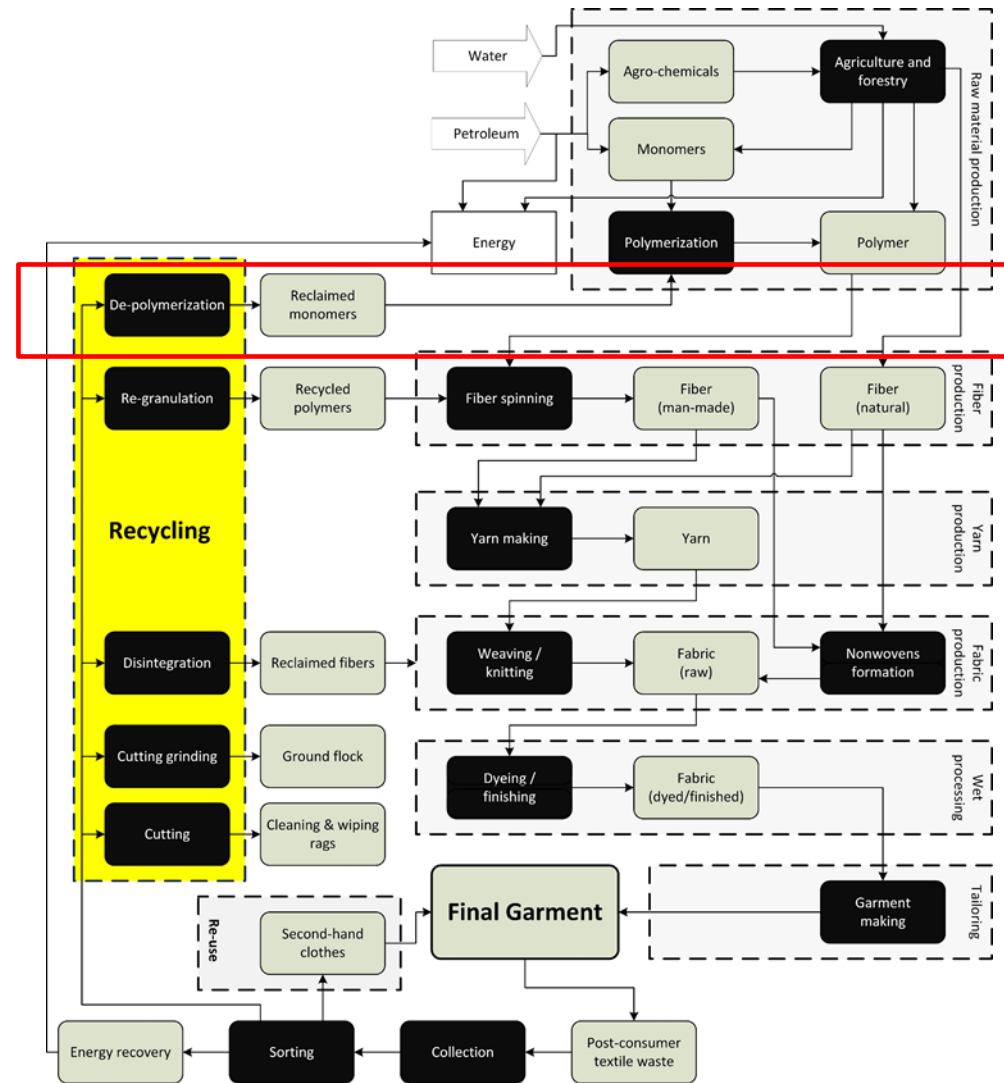 Water
Agro-chemicals
Agriculture and
forestry
Raw material production
Petroleum
Monomers
Energy
Polymerization
Polymer
De-polymerization
Reclaimed
monomers
Re-granulation
Recycled
polymers
Fiber spinning
Fiber
(man-made)
Fiber
(natural)
Fiber
production
Recycling
Yarn making
Yarn
Yarn
production
Disintegration
Reclaimed fibers
Weaving /
knitting
Fabric
(raw)
Nonwovens
formation
Fabric
production
Cutting grinding
Ground flock
Dyeing /
finishing
Fabric
(dyed/finished)
Wet
processing
Cutting
Cleaning & wiping
rags
Re-use
Second-hand
clothes
Final Garment
Garment
making
Tailoring
Energy recovery
Sorting
Collection
Post-consumer
textile waste